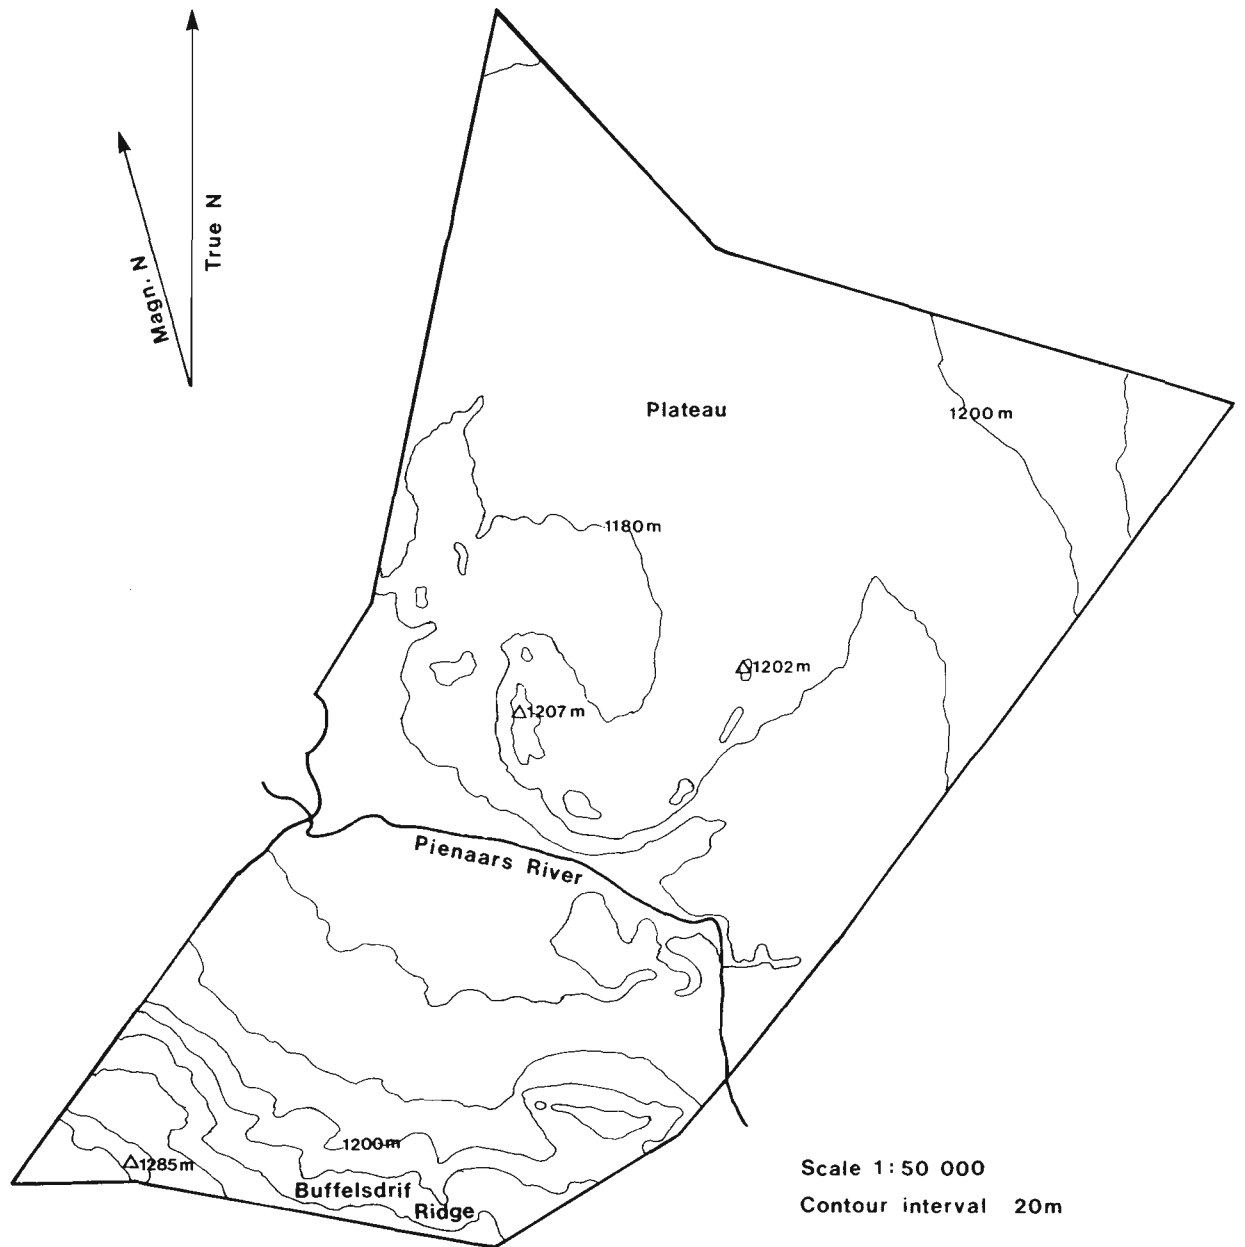 True N
Magn. N
Plateau
1200 m
1180 m
1202 m
1207 m
Pienaars River
1200m
1285m
Buffelsdrif
Ridge
Scale 1:50 000
Contour interval 20m